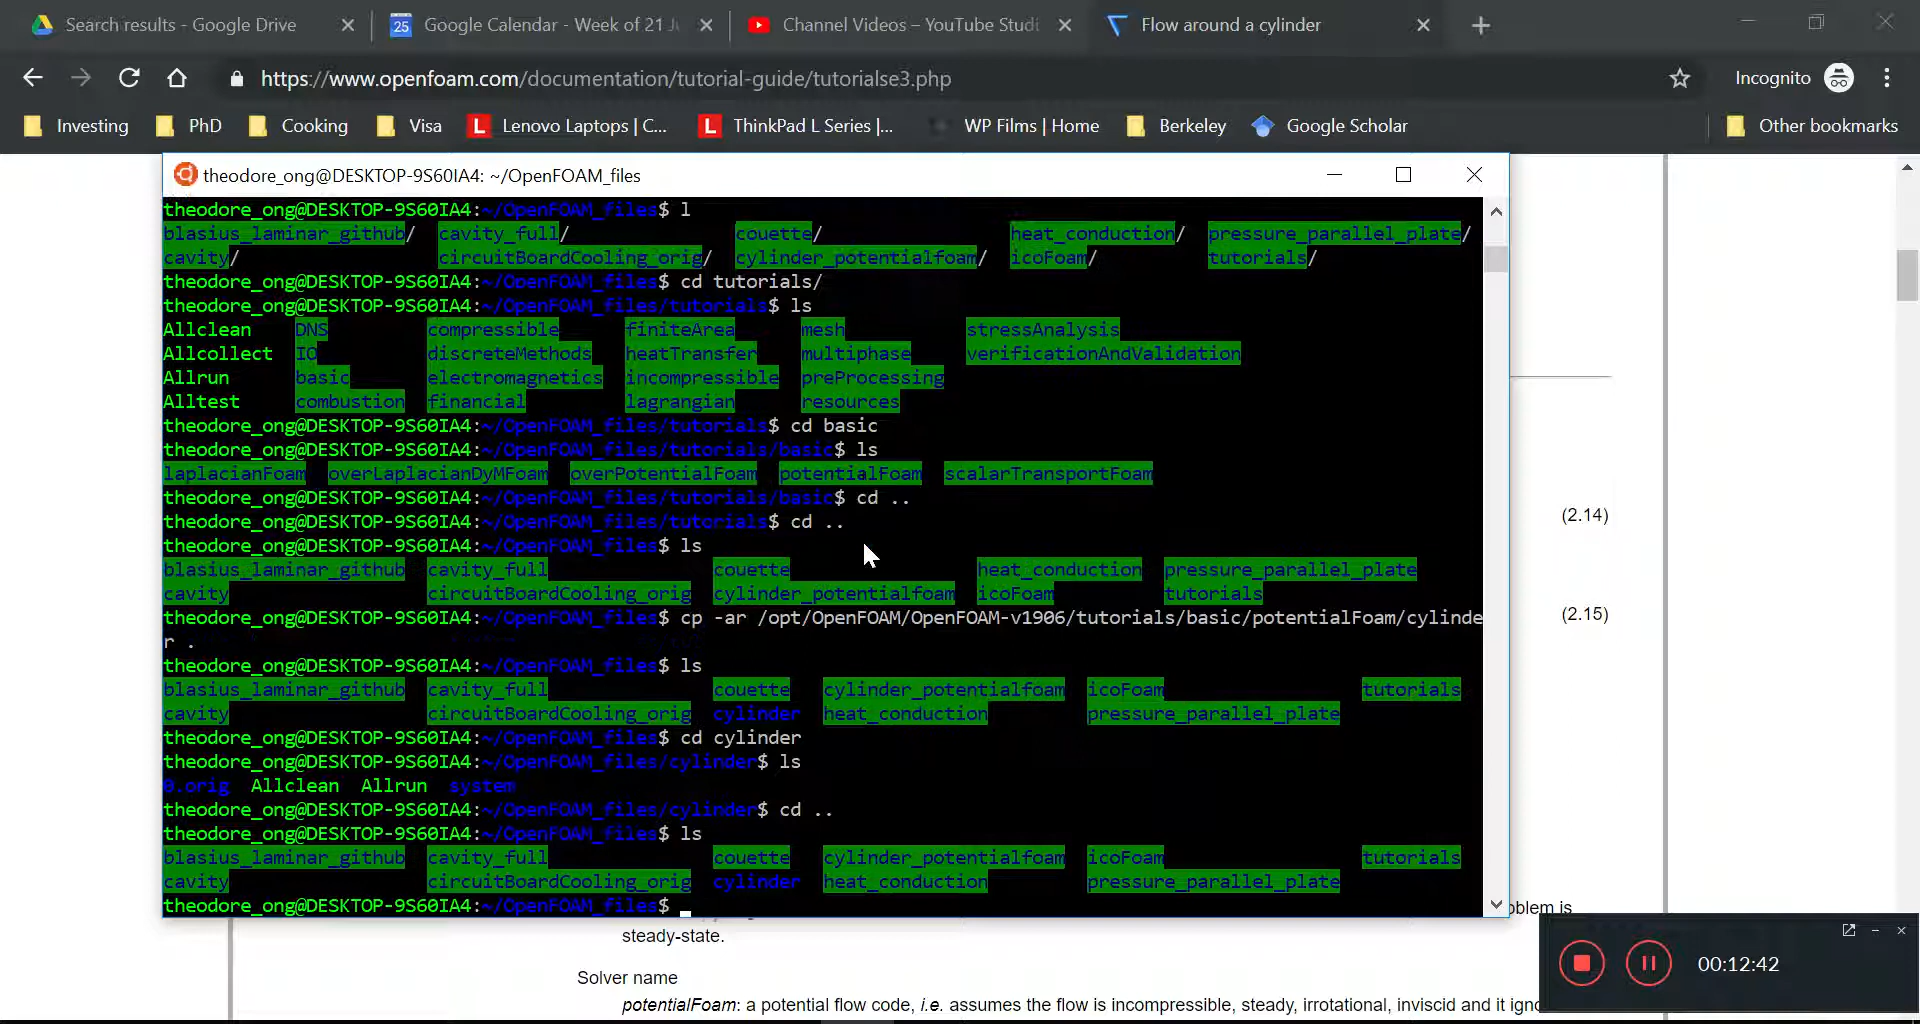 Search results - Google Drive
Google Calendar - Week of 21 J
Channel Videos – YouTube Studi
Flow around a cylinder
https://www.openfoam.com/documentation/tutorial-guide/tutorialse3.php
Incognito
Investing PhD Cooking Visa Lenovo Laptops | C... ThinkPad L Series |... WP Films | Home Berkeley Google Scholar Other bookmarks
theodore_ong@DESKTOP-9S60IA4: ~/OpenFOAM_files
theodore_ong@DESKTOP-9S60IA4:~/OpenFOAM_files$ l
blasius_laminar_github/ cavity_full/ couette/ heat_conduction/ pressure_parallel_plate/
cavity/ circuitBoardCooling_orig/ cylinder_potentialfoam/ icoFoam/ tutorials/
theodore_ong@DESKTOP-9S60IA4:~/OpenFOAM_files$ cd tutorials/
theodore_ong@DESKTOP-9S60IA4:~/OpenFOAM_files/tutorials$ ls
Allclean DNS compressible finiteArea mesh stressAnalysis
Allcollect IO discreteMethods heatTransfer multiphase verificationAndValidation
Allrun basic electromagnetics incompressible preProcessing
Alltest combustion financial lagrangian resources
theodore_ong@DESKTOP-9S60IA4:~/OpenFOAM_files/tutorials$ cd basic
theodore_ong@DESKTOP-9S60IA4:~/OpenFOAM_files/tutorials/basic$ ls
laplacianFoam overLaplacianDyMFoam overPotentialFoam potentialFoam scalarTransportFoam
theodore_ong@DESKTOP-9S60IA4:~/OpenFOAM_files/tutorials/basic$ cd ..
theodore_ong@DESKTOP-9S60IA4:~/OpenFOAM_files/tutorials$ cd ..
theodore_ong@DESKTOP-9S60IA4:~/OpenFOAM_files$ ls
blasius_laminar_github cavity_full couette heat_conduction pressure_parallel_plate
cavity circuitBoardCooling_orig cylinder_potentialfoam icoFoam tutorials
theodore_ong@DESKTOP-9S60IA4:~/OpenFOAM_files$ cp -ar /opt/OpenFOAM/OpenFOAM-v1906/tutorials/basic/potentialFoam/cylinde
r .
theodore_ong@DESKTOP-9S60IA4:~/OpenFOAM_files$ ls
blasius_laminar_github cavity_full couette cylinder_potentialfoam icoFoam tutorials
cavity circuitBoardCooling_orig cylinder heat_conduction pressure_parallel_plate
theodore_ong@DESKTOP-9S60IA4:~/OpenFOAM_files$ cd cylinder
theodore_ong@DESKTOP-9S60IA4:~/OpenFOAM_files/cylinder$ ls
0.orig Allclean Allrun system
theodore_ong@DESKTOP-9S60IA4:~/OpenFOAM_files/cylinder$ cd ..
theodore_ong@DESKTOP-9S60IA4:~/OpenFOAM_files$ ls
blasius_laminar_github cavity_full couette cylinder_potentialfoam icoFoam tutorials
cavity circuitBoardCooling_orig cylinder heat_conduction pressure_parallel_plate
theodore_ong@DESKTOP-9S60IA4:~/OpenFOAM_files$
(2.14)
(2.15)
oblem is
steady-state.
Solver name
potentialFoam: a potential flow code, i.e. assumes the flow is incompressible, steady, irrotational, inviscid and it igno
00:12:42